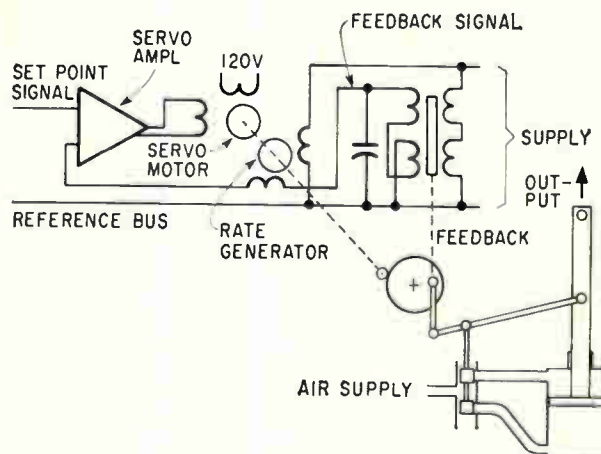 FEEDBACK SIGNAL
SERVO
AMPL
120V
SET POINT
SIGNAL
SUPPLY
SERVO
MOTOR
OUT-
PUT
REFERENCE BUS
RATE
GENERATOR
FEEDBACK
+
AIR SUPPLY